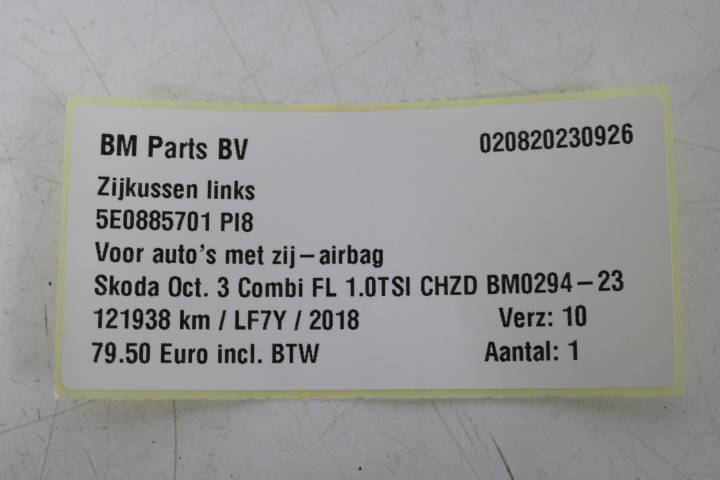 BM Parts BV 020820230926
Zijkussen links
5E0885701 PI8
Voor auto's met zij-airbag
Skoda Oct. 3 Combi FL 1.0TSI CHZD BM0294-23
121938 km / LF7Y / 2018 Verz: 10
79.50 Euro incl. BTW Aantal: 1